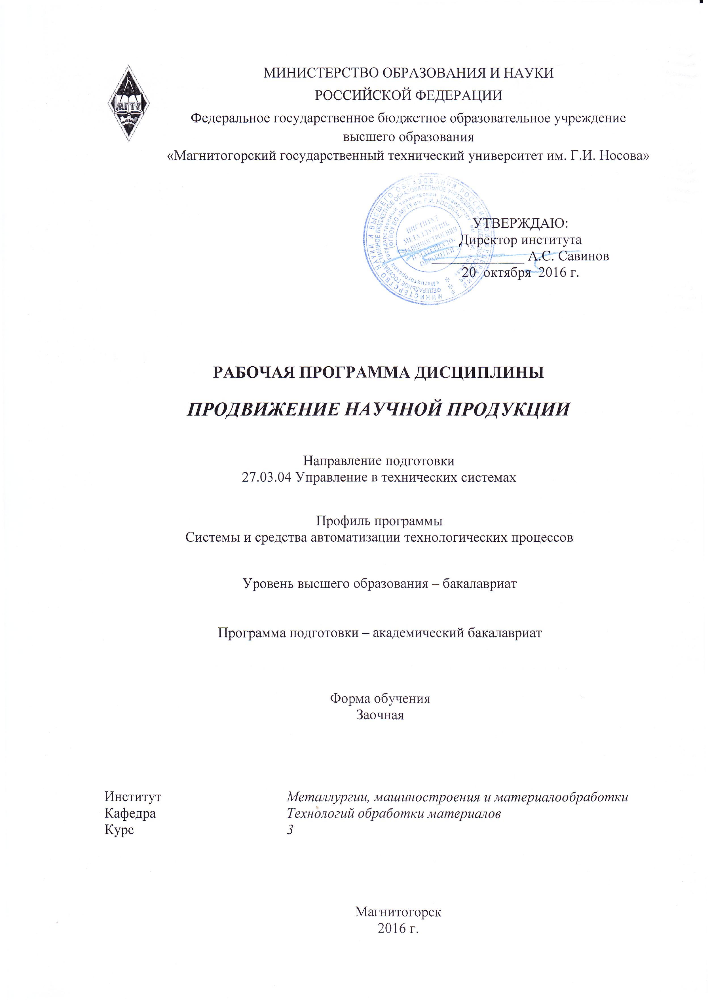 МИНИСТЕРСТВО ОБРАЗОВАНИЯ И НАУКИ
РОССИЙСКОЙ ФЕДЕРАЦИИ
Федеральное государственное бюджетное образовательное учреждение
высшего образования
«Магнитогорский государственный технический университет им. Г.И. Носова»
МГТУ
МИНИСТЕРСТВО НАУКИ И ВЫСШЕГО ОБРАЗОВАНИЯ РОССИЙСКОЙ ФЕДЕРАЦИИ
ФЕДЕРАЛЬНОЕ ГОСУДАРСТВЕННОЕ БЮДЖЕТНОЕ ОБРАЗОВАТЕЛЬНОЕ УЧРЕЖДЕНИЕ ВЫСШЕГО ОБРАЗОВАНИЯ
«Магнитогорский государственный технический университет им. Г.И. Носова»
(ФГБОУ ВО «МГТУ им. Г.И. НОСОВА»)
ИНСТИТУТ
МЕТАЛЛУРГИИ,
МАШИНОСТРОЕНИЯ
И МАТЕРИАЛО-
ОБРАБОТКИ
УТВЕРЖДАЮ:
Директор института
_____________ А.С. Савинов
20 октября 2016 г.
РАБОЧАЯ ПРОГРАММА ДИСЦИПЛИНЫ
ПРОДВИЖЕНИЕ НАУЧНОЙ ПРОДУКЦИИ
Направление подготовки
27.03.04 Управление в технических системах
Профиль программы
Системы и средства автоматизации технологических процессов
Уровень высшего образования – бакалавриат
Программа подготовки – академический бакалавриат
Форма обучения
Заочная
Институт Металлургии, машиностроения и материалообработки
Кафедра Технологий обработки материалов
Курс 3
Магнитогорск
2016 г.